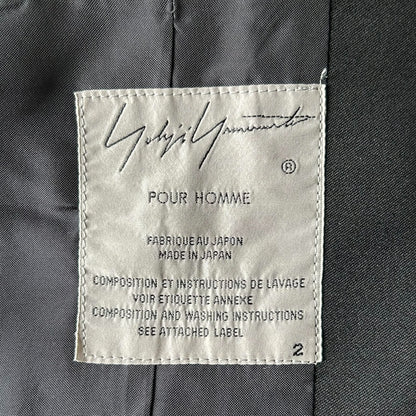 Yohji Yamamoto
®
POUR HOMME
FABRIQUE AU JAPON
MADE IN JAPAN
COMPOSITION ET INSTRUCTIONS DE LAVAGE
VOIR ETIQUETTE ANNEXE
COMPOSITION AND WASHING INSTRUCTIONS
SEE ATTACHED LABEL
2